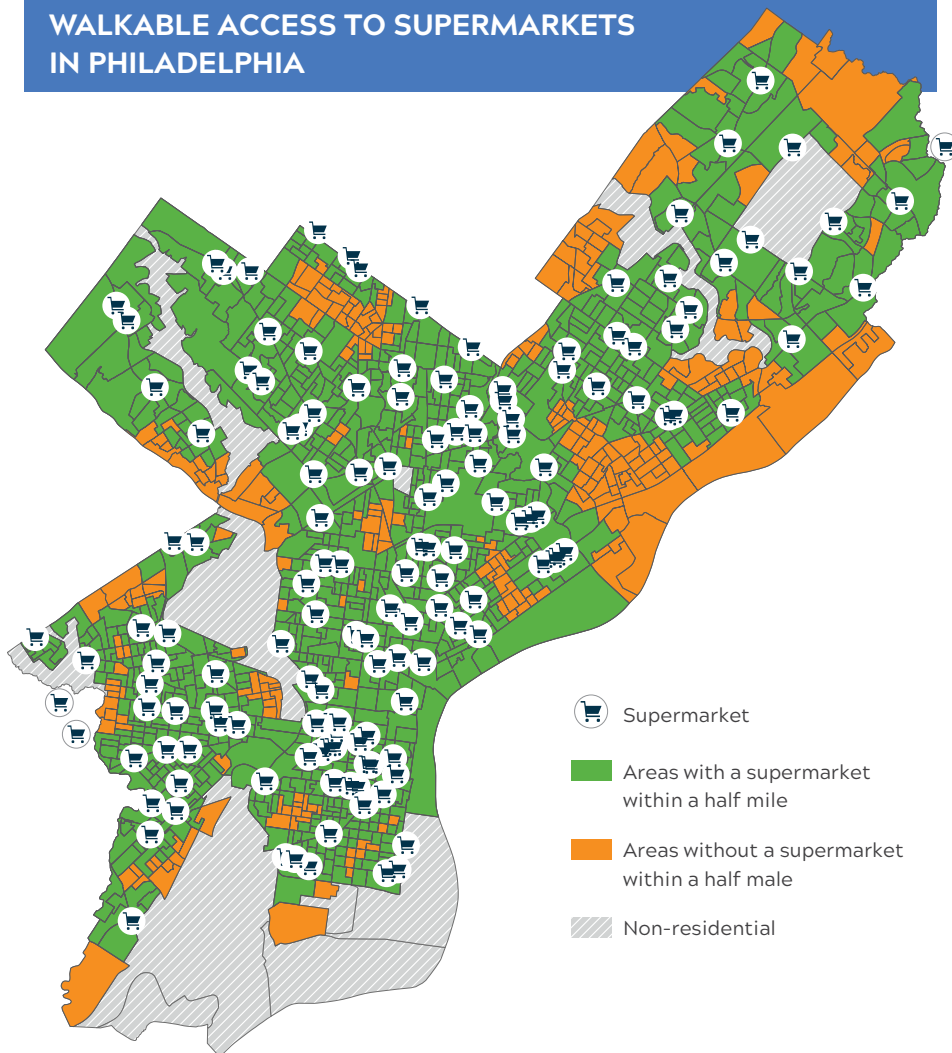 WALKABLE ACCESS TO SUPERMARKETS
IN PHILADELPHIA
Supermarket
Areas with a supermarket
within a half mile
Areas without a supermarket
within a half male
Non-residential